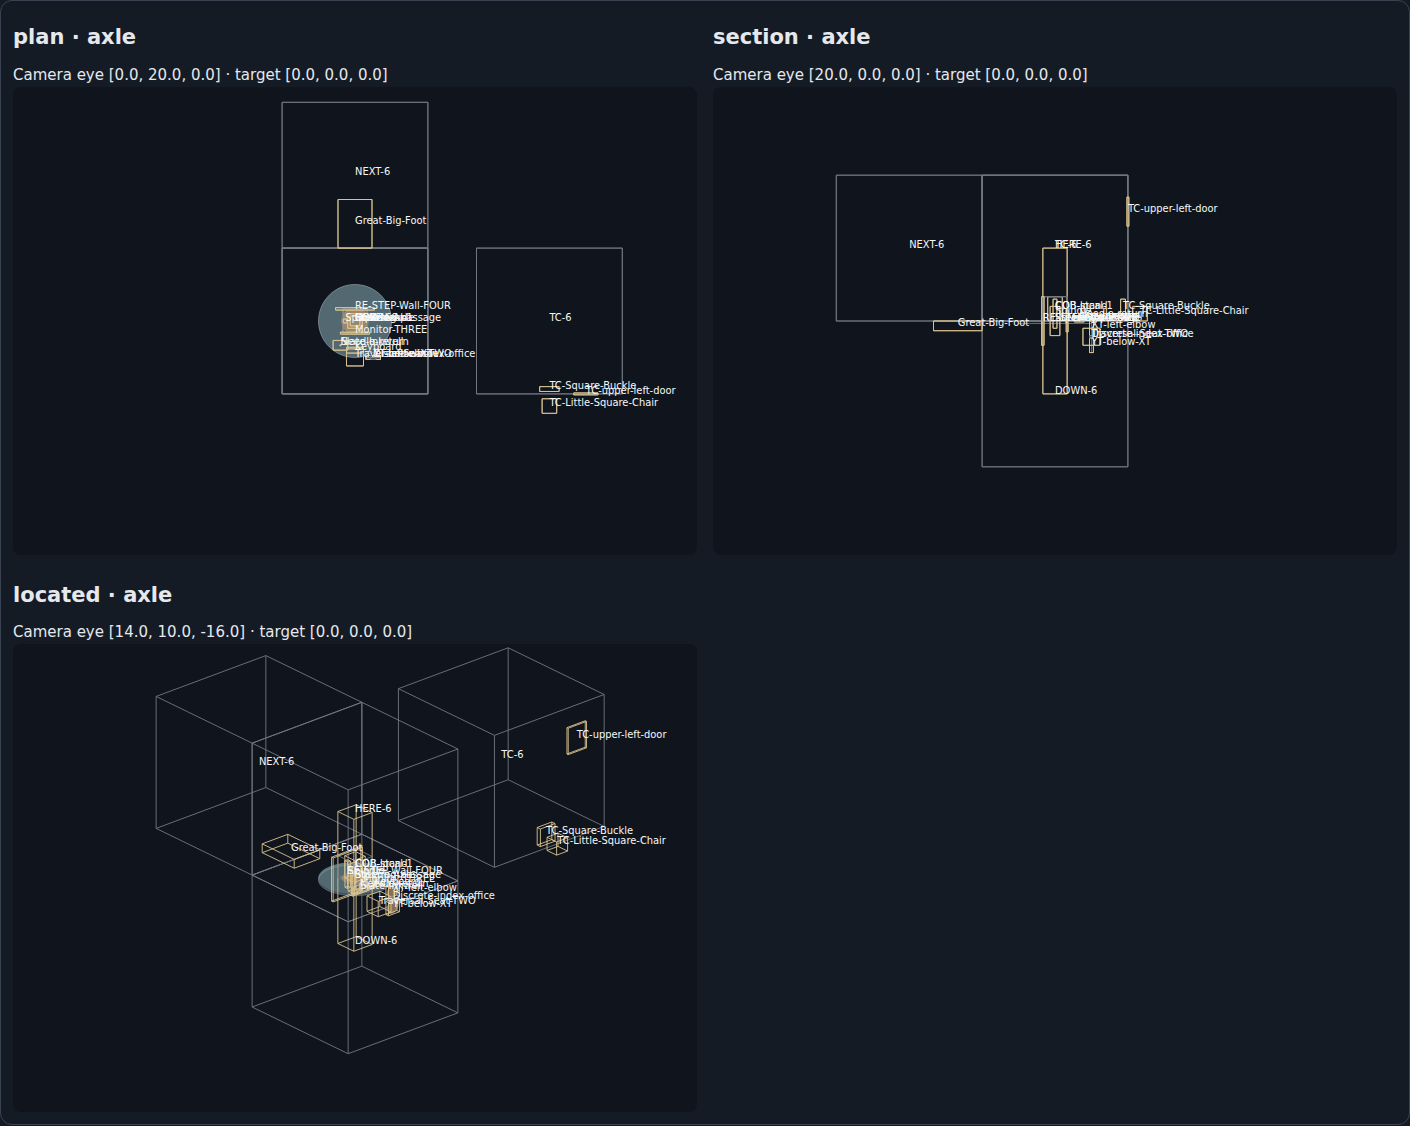 plan · axle
Camera eye [0.0, 20.0, 0.0] · target [0.0, 0.0, 0.0]
NEXT-6
Great-Big-Foot
RE-STEP-Wall-FOUR
Monitor-THREE
Keyboard
TC-6
TC-Square-Buckle
TC-upper-left-door
TC-Little-Square-Chair
section · axle
Camera eye [20.0, 0.0, 0.0] · target [0.0, 0.0, 0.0]
TC-upper-left-door
NEXT-6
TC-Square-Buckle
TC-Little-Square-Chair
Great-Big-Foot
XT-left-elbow
XT-below-XT
DOWN-6
located · axle
Camera eye [14.0, 10.0, -16.0] · target [0.0, 0.0, 0.0]
TC-upper-left-door
TC-6
NEXT-6
HERE-6
TC-Square-Buckle
TC-Little-Square-Chair
Great-Big-Foot
Discrete-index-office
XT-below-XT
DOWN-6